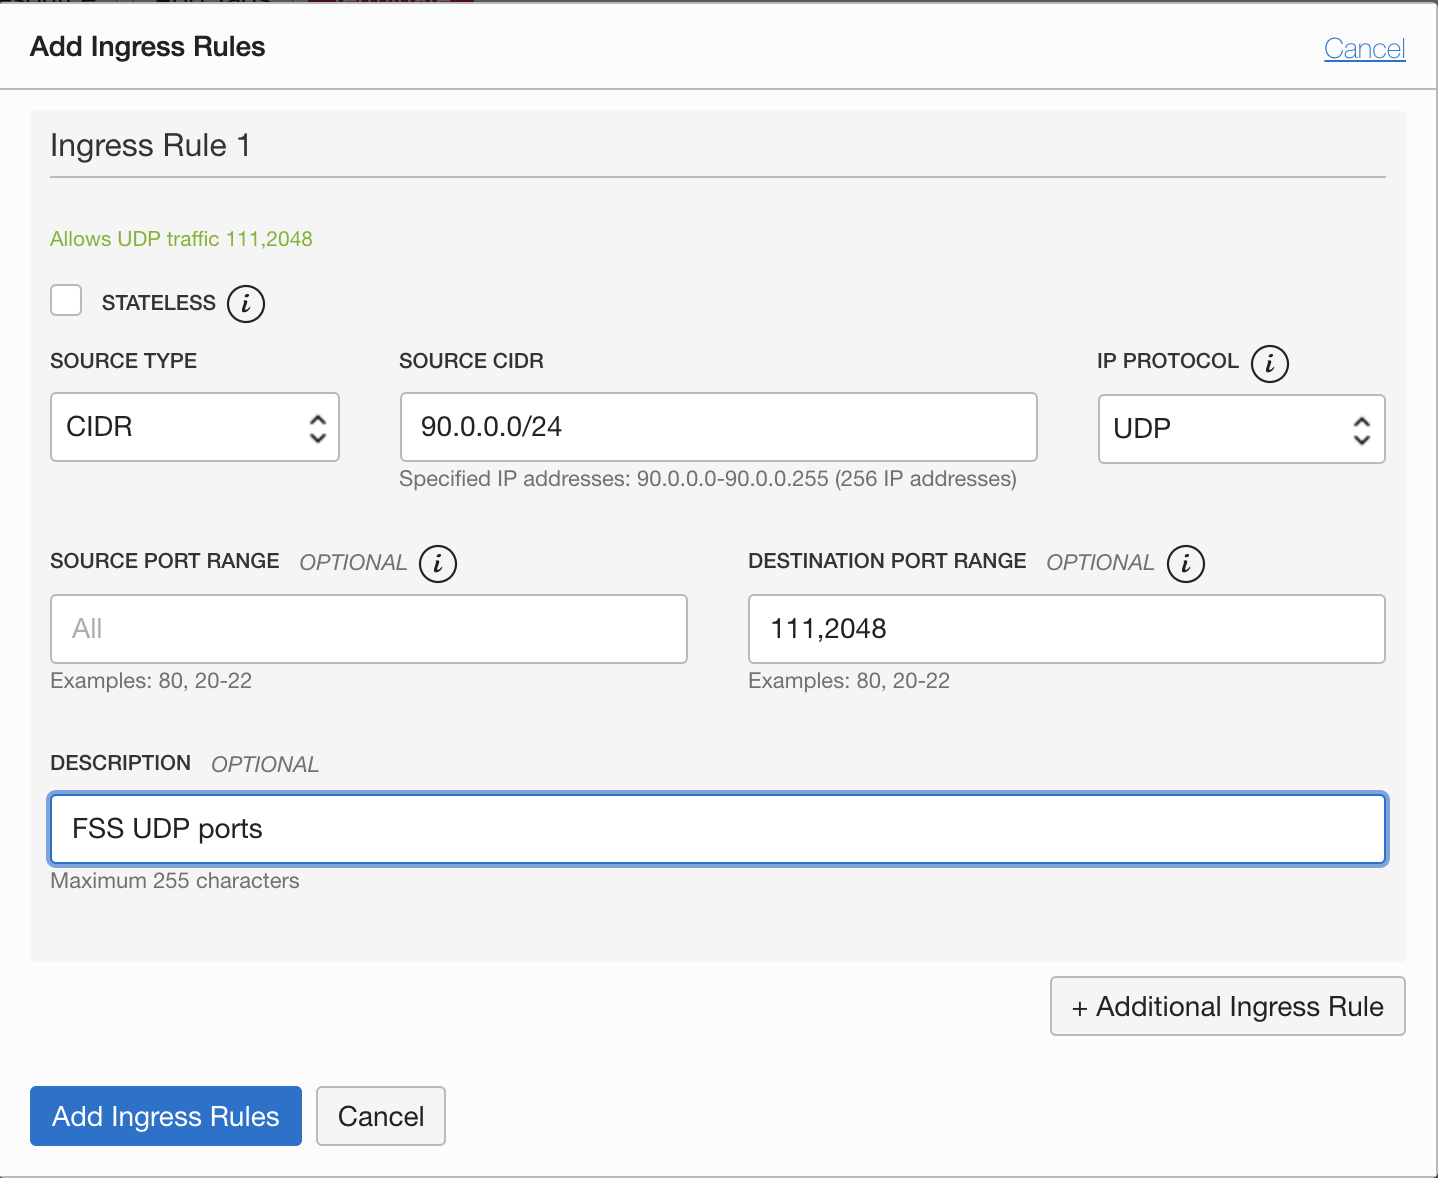 Add Ingress Rules
Cancel
Ingress Rule 1
Allows UDP traffic 111,2048
STATELESS i
SOURCE TYPE
SOURCE CIDR
IP PROTOCOL i
CIDR
90.0.0.0/24
UDP
Specified IP addresses: 90.0.0.0-90.0.0.255 (256 IP addresses)
SOURCE PORT RANGE OPTIONAL i
DESTINATION PORT RANGE OPTIONAL i
All
111,2048
Examples: 80, 20-22
Examples: 80, 20-22
DESCRIPTION OPTIONAL
FSS UDP ports
Maximum 255 characters
+ Additional Ingress Rule
Add Ingress Rules
Cancel